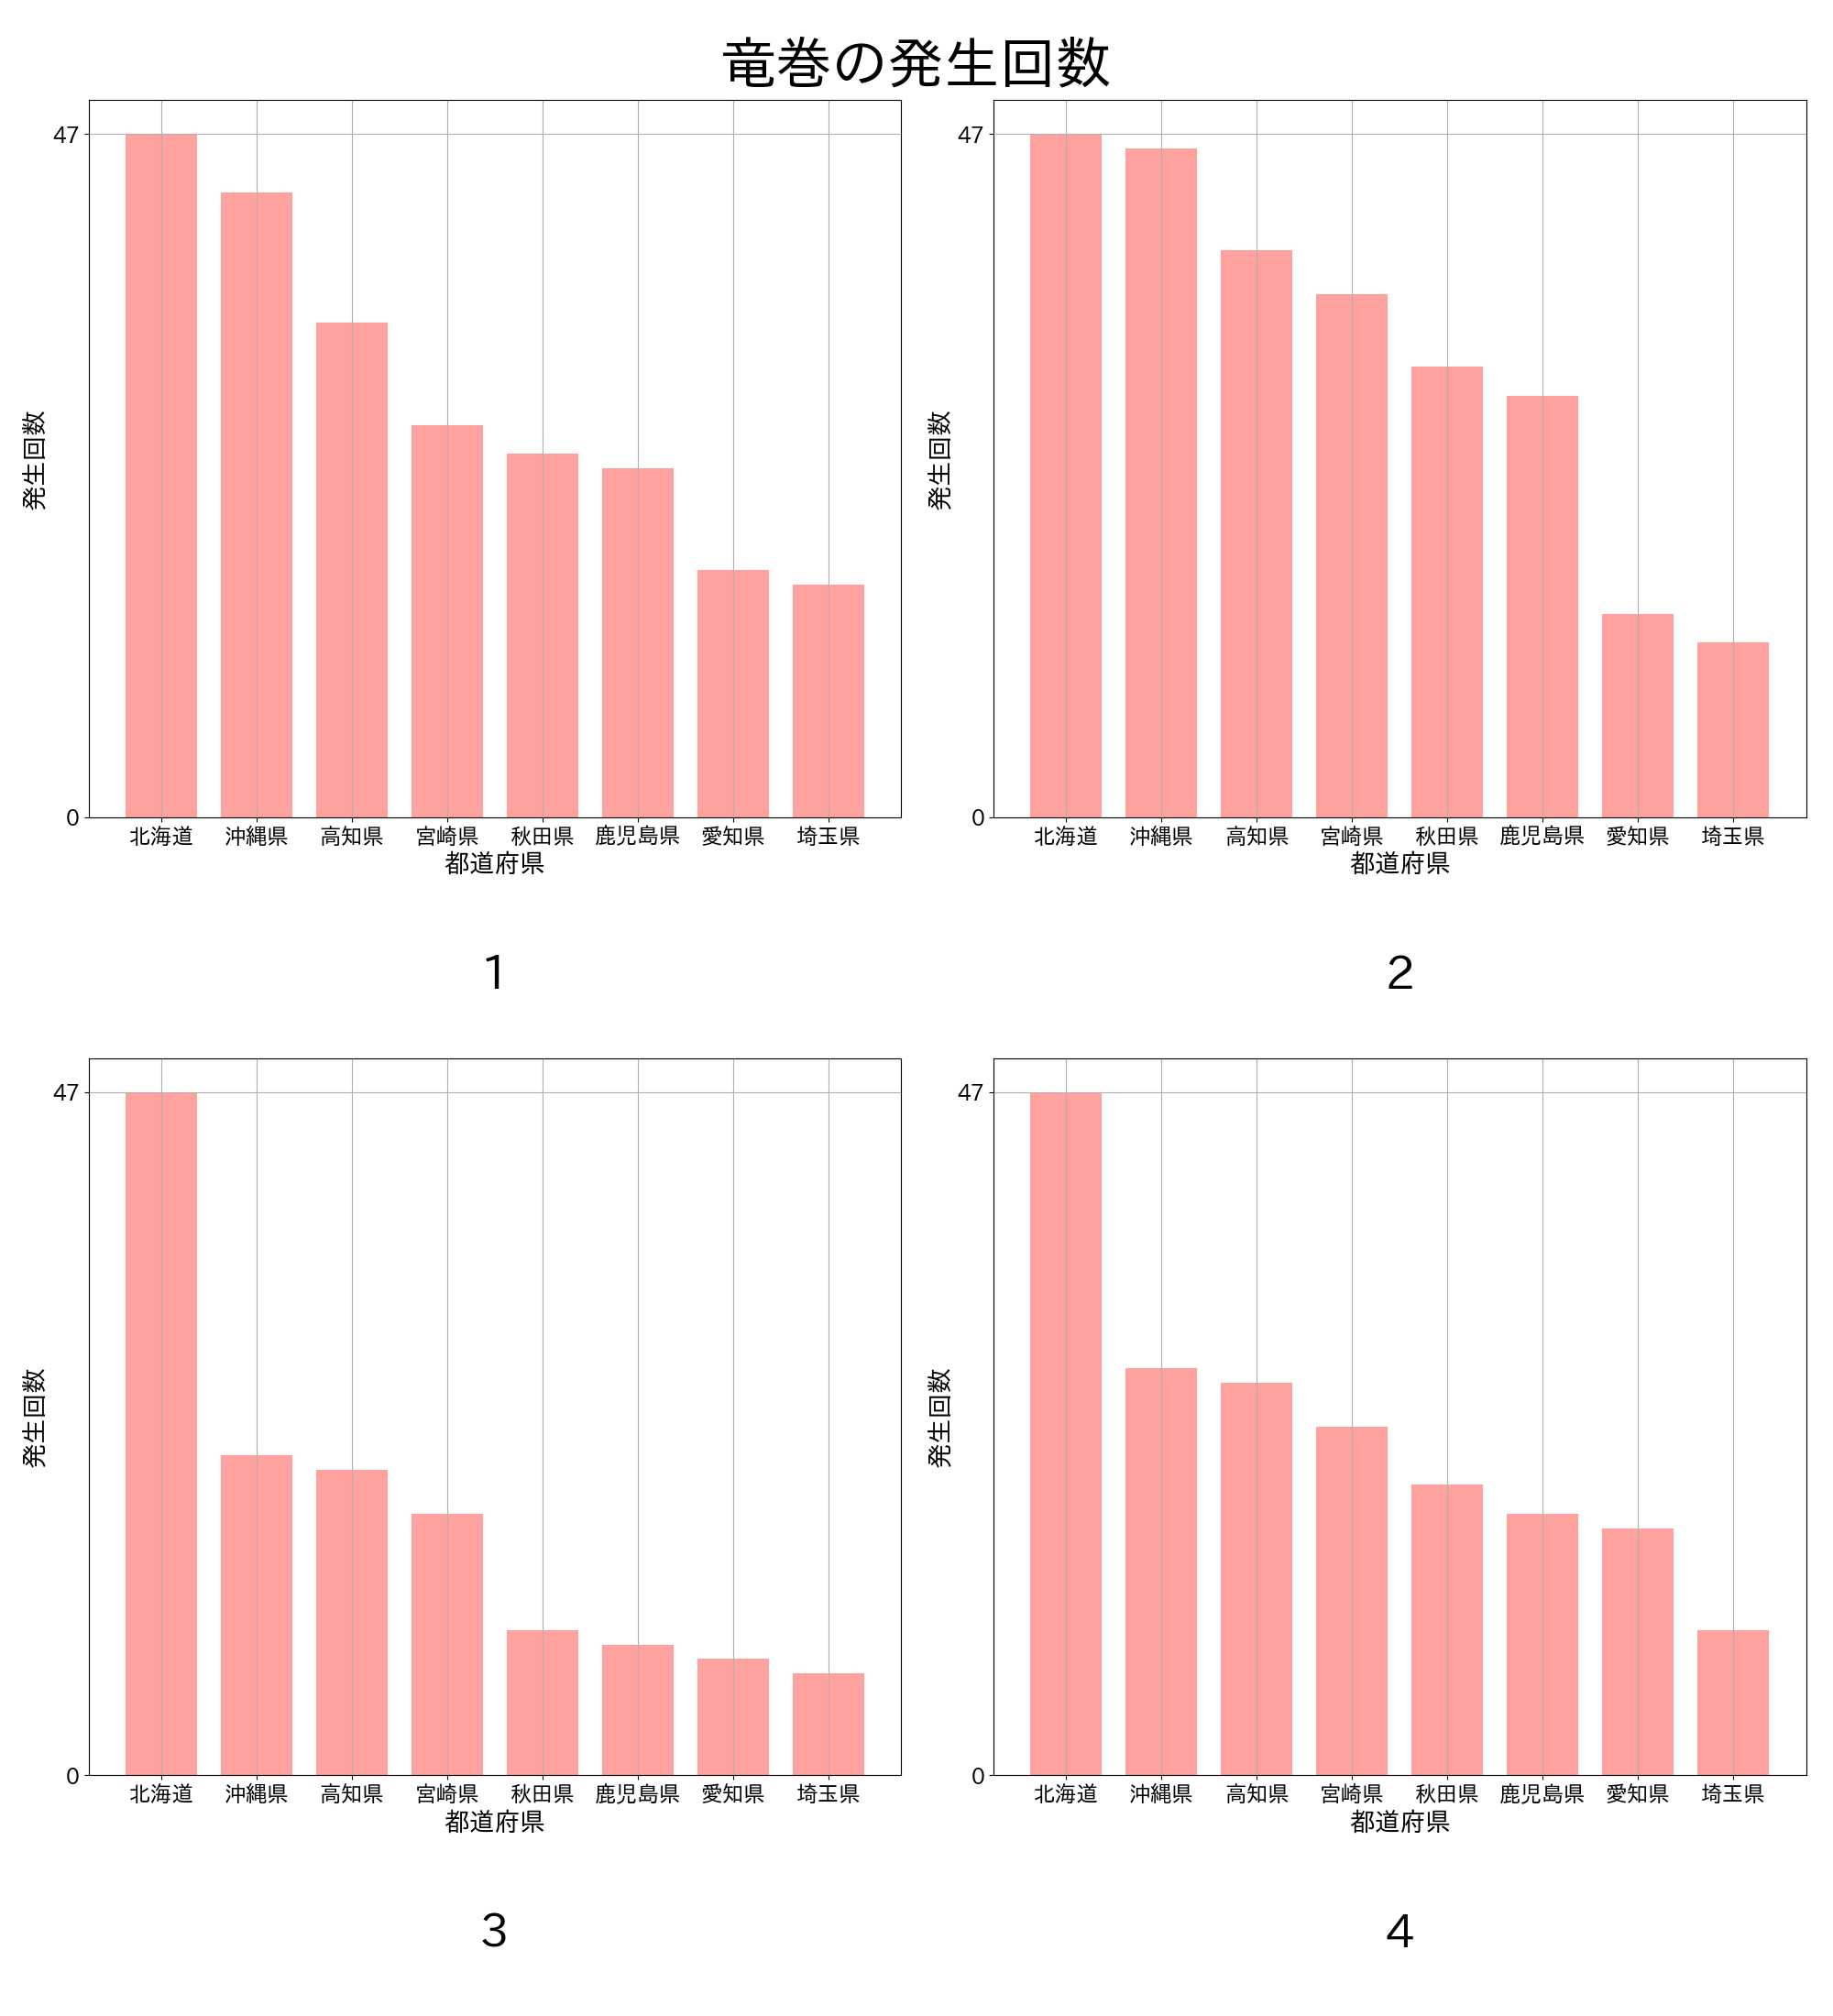 竜巻の発生回数
47
0
発生回数
北海道 沖縄県 高知県 宮崎県 秋田県 鹿児島県 愛知県 埼玉県
都道府県
1
47
0
発生回数
北海道 沖縄県 高知県 宮崎県 秋田県 鹿児島県 愛知県 埼玉県
都道府県
2
47
0
発生回数
北海道 沖縄県 高知県 宮崎県 秋田県 鹿児島県 愛知県 埼玉県
都道府県
3
47
0
発生回数
北海道 沖縄県 高知県 宮崎県 秋田県 鹿児島県 愛知県 埼玉県
都道府県
4